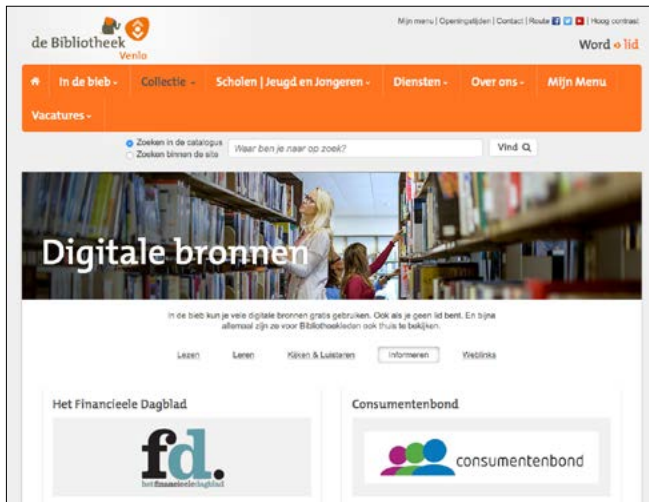 Mijn menu | Openingstijden | Contact | Route | Hoog contrast
de Bibliotheek
Venlo
Word lid
In de bieb
Collectie
Scholen | Jeugd en Jongeren
Diensten
Over ons
Mijn Menu
Vacatures
Zoeken in de catalogus
Zoeken binnen de site
Waar ben je naar op zoek?
Vind
Digitale bronnen
In de bieb kun je vele digitale bronnen gratis gebruiken. Ook als je geen lid bent. En bijna
allemaal zijn ze voor Bibliotheekleden ook thuis te bekijken.
Lezen
Leren
Kijken & Luisteren
Informeren
Weblinks
Het Financieele Dagblad
Consumentenbond
fd.
het financieele dagblad
consumentenbond